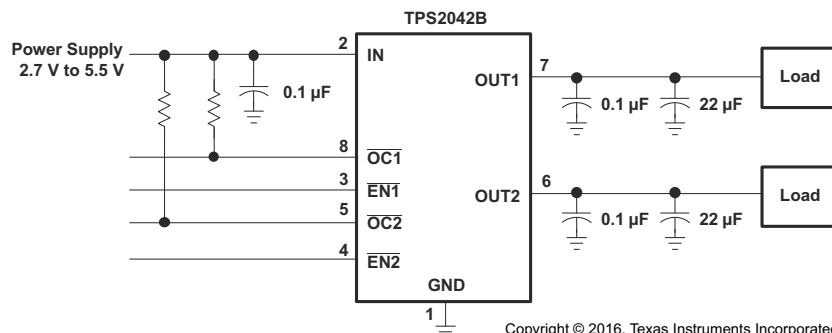 TPS2042B
Power Supply
2.7 V to 5.5 V
2
IN
0.1 µF
OUT1
7
0.1 µF
22 µF
Load
8
OC1
3
EN1
5
OC2
4
EN2
OUT2
6
0.1 µF
22 µF
Load
GND
1
Copyright © 2016, Texas Instruments Incorporated